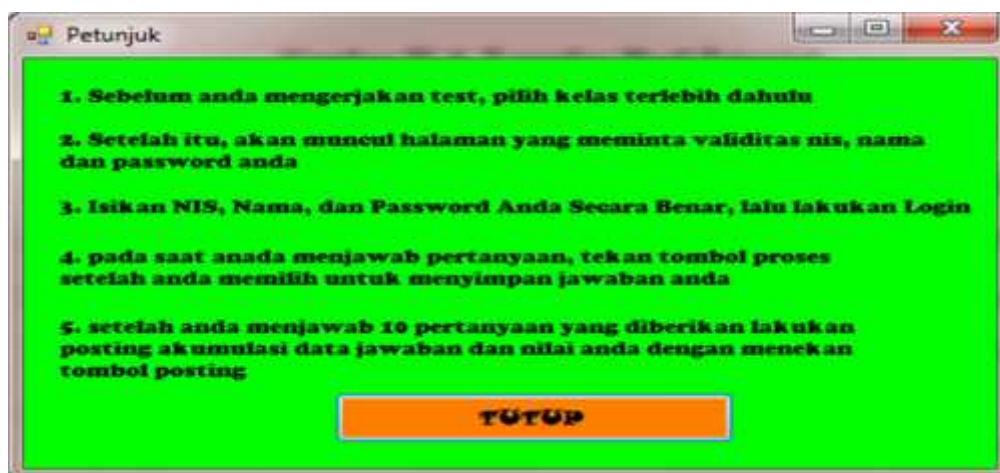 Petunjuk
1. Sebelum anda mengerjakan test, pilih kelas terlebih dahulu
2. Setelah itu, akan muncul halaman yang meminta validitas nis, nama
dan password anda
3. Isikan NIS, Nama, dan Password Anda Secara Benar, lalu lakukan Login
4. pada saat anada menjawab pertanyaan, tekan tombol proses
setelah anda memilih untuk menyimpan jawaban anda
5. setelah anda menjawab 10 pertanyaan yang diberikan lakukan
posting akumulasi data jawaban dan nilai anda dengan menekan
tombol posting
TUTUP